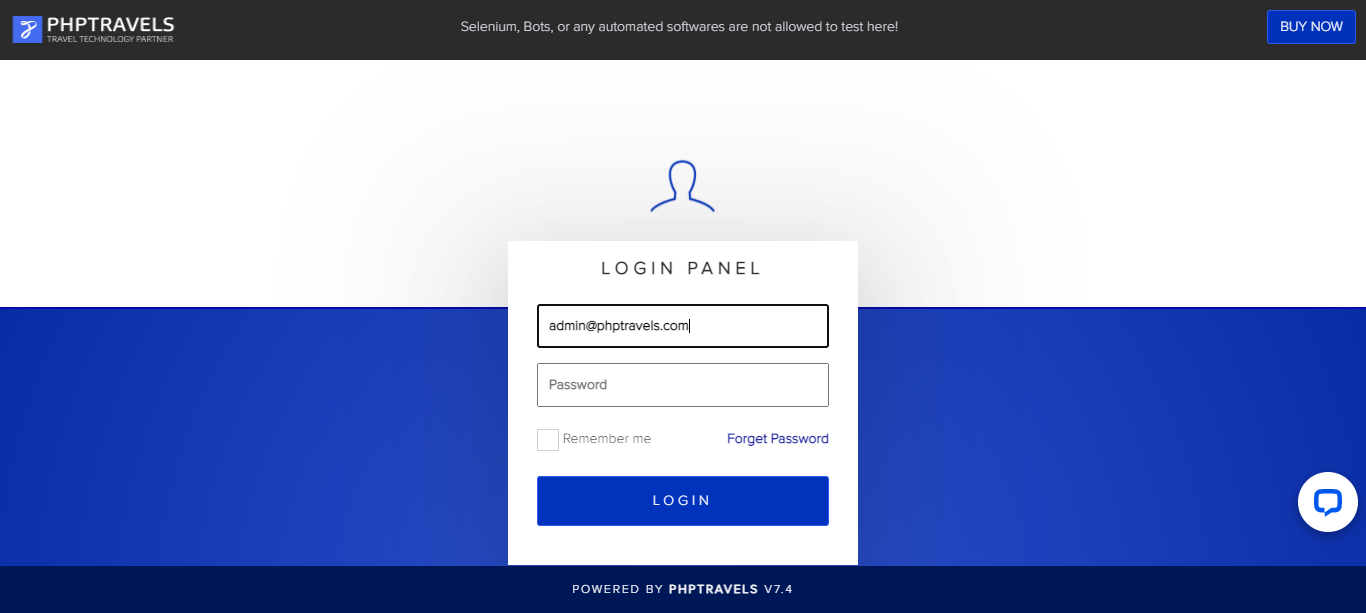 PHPTRAVELS
TRAVEL TECHNOLOGY PARTNER
Selenium, Bots, or any automated softwares are not allowed to test here!
BUY NOW
LOGIN PANEL
admin@phptravels.com
Password
Remember me
Forget Password
LOGIN
POWERED BY PHPTRAVELS V7.4